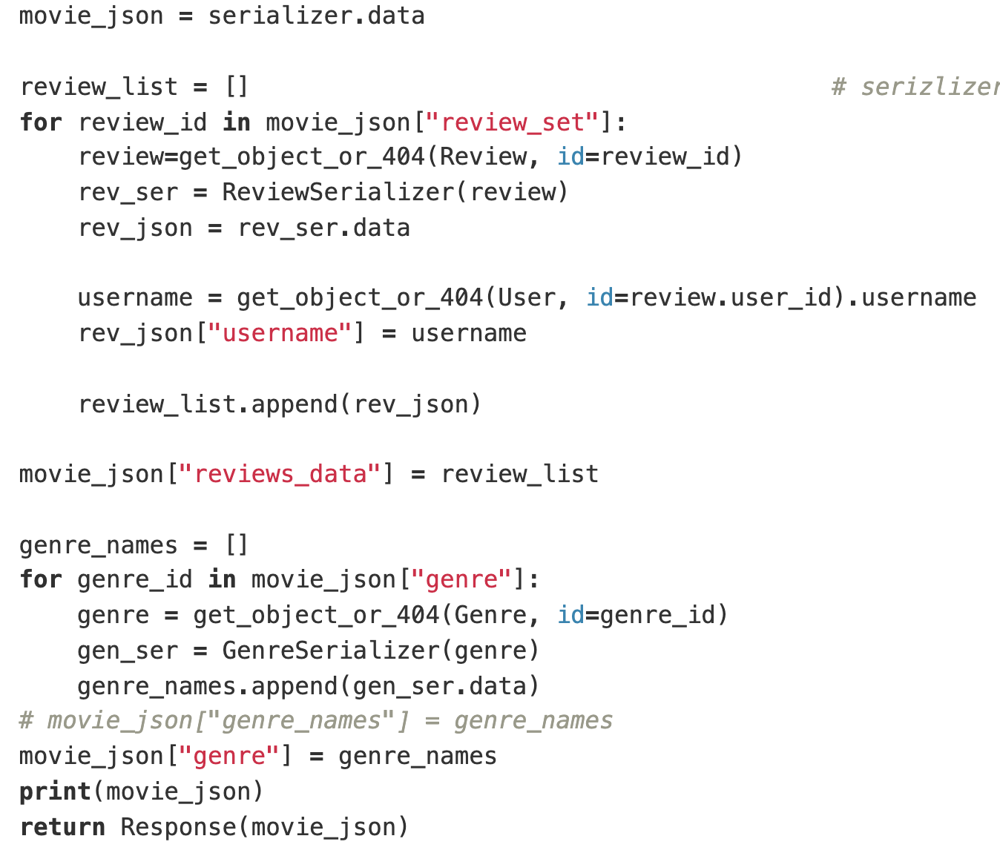 movie_json = serializer.data
review_list = [] # serizlizer
for review_id in movie_json["review_set"]:
    review=get_object_or_404(Review, id=review_id)
    rev_ser = ReviewSerializer(review)
    rev_json = rev_ser.data
    username = get_object_or_404(User, id=review.user_id).username
    rev_json["username"] = username
    review_list.append(rev_json)
movie_json["reviews_data"] = review_list
genre_names = []
for genre_id in movie_json["genre"]:
    genre = get_object_or_404(Genre, id=genre_id)
    gen_ser = GenreSerializer(genre)
    genre_names.append(gen_ser.data)
# movie_json["genre_names"] = genre_names
movie_json["genre"] = genre_names
print(movie_json)
return Response(movie_json)